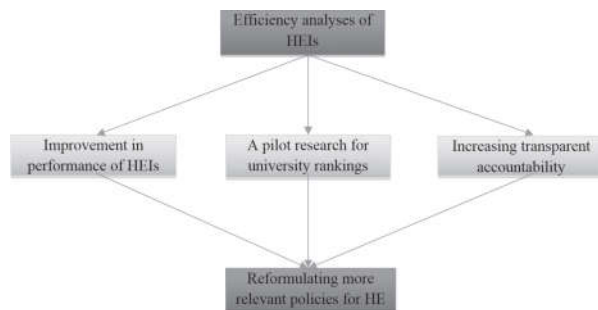 Efficiency analyses of
HEIs
Improvement in
performance of HEIs
A pilot research for
university rankings
Increasing transparent
accountability
Reformulating more
relevant policies for HE